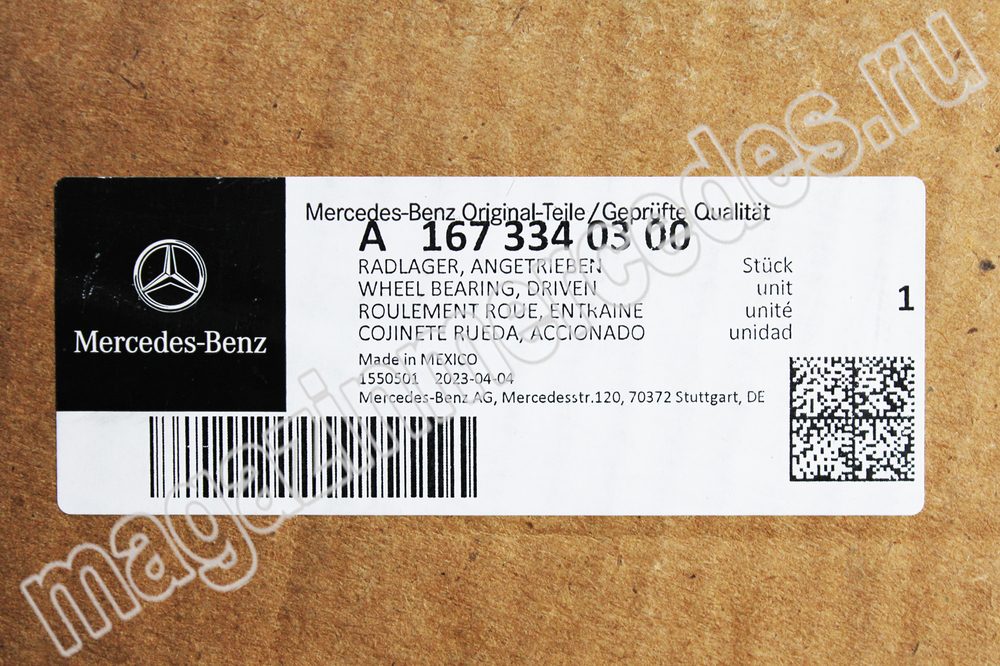 Mercedes-Benz Original-Teile/Geprüfte Qualität
A 167 334 03 00
RADLAGER, ANGETRIEBEN Stück
WHEEL BEARING, DRIVEN unit
ROULEMENT ROUE, ENTRAINE unité 1
COJINETE RUEDA, ACCIONADO unidad
Mercedes-Benz
Made in MEXICO
1550501 2023-04-04
Mercedes-Benz AG, Mercedesstr.120, 70372 Stuttgart, DE
magazinmercedes.ru